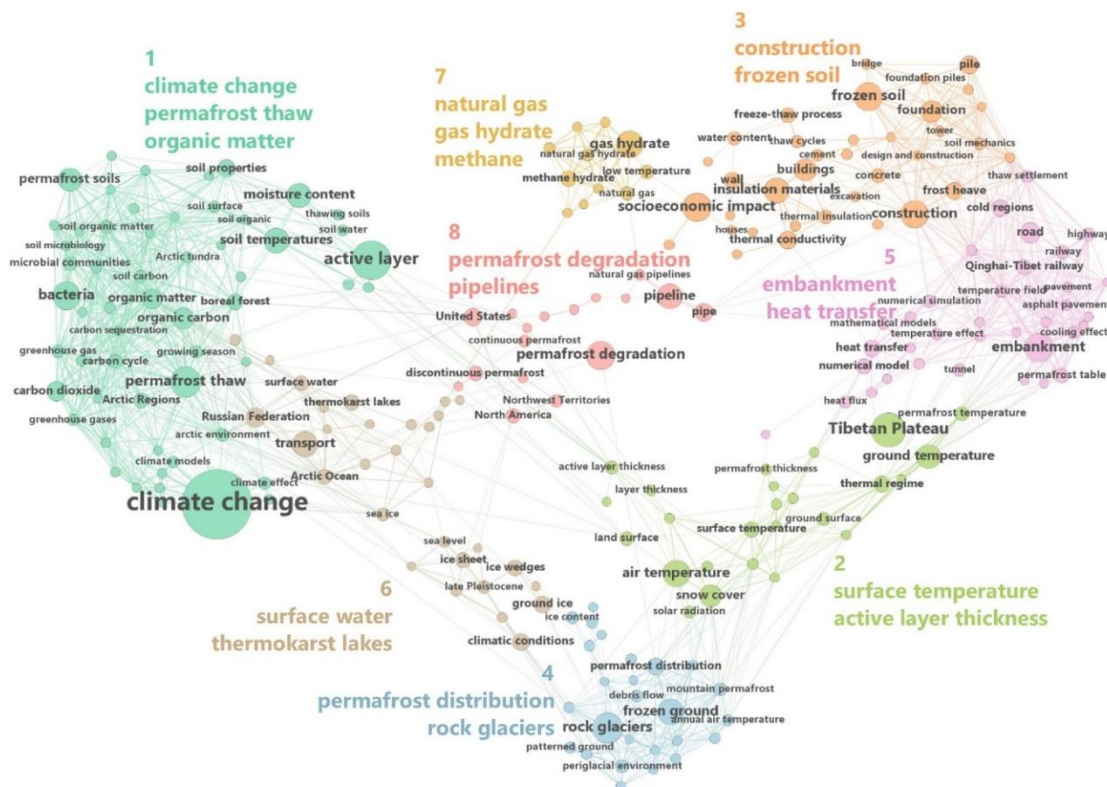 1
climate change
permafrost thaw
organic matter
7
natural gas
gas hydrate
methane
3
construction
frozen soil
8
permafrost degradation
pipelines
5
embankment
heat transfer
6
surface water
thermokarst lakes
2
surface temperature
active layer thickness
4
permafrost distribution
rock glaciers
soil properties
permafrost soils
moisture content
soil surface
thawing soils
soil organic
soil organic matter
soil water
soil microbiology
soil temperatures
active layer
microbial communities
Arctic tundra
soil carbon
bacteria
organic matter
boreal forest
organic carbon
carbon sequestration
greenhouse gas
growing season
carbon cycle
carbon dioxide
permafrost thaw
Arctic Regions
greenhouse gases
arctic environment
climate models
climate effect
climate change
surface water
thermokarst lakes
Russian Federation
transport
Arctic Ocean
sea ice
sea level
ice sheet
ice wedges
late Pleistocene
ground ice
ice content
climatic conditions
gas hydrate
natural gas hydrate
low temperature
methane hydrate
natural gas
bridge
pile
foundation piles
frozen soil
foundation
freeze-thaw process
tower
water content
thaw cycles
soil mechanics
cement
design and construction
buildings
concrete
thaw settlement
wall
insulation materials
excavation
frost heave
socioeconomic impact
thermal insulation
construction
houses
thermal conductivity
cold regions
road
highway
railway
Qinghai-Tibet railway
temperature field
pavement
numerical simulation
asphalt pavement
mathematical models
temperature effect
cooling effect
heat transfer
embankment
numerical model
tunnel
permafrost table
heat flux
natural gas pipelines
pipeline
United States
pipe
continuous permafrost
permafrost degradation
discontinuous permafrost
Northwest Territories
North America
permafrost temperature
Tibetan Plateau
ground temperature
active layer thickness
permafrost thickness
thermal regime
layer thickness
ground surface
surface temperature
land surface
air temperature
snow cover
solar radiation
permafrost distribution
debris flow
mountain permafrost
frozen ground
annual air temperature
rock glaciers
patterned ground
periglacial environment